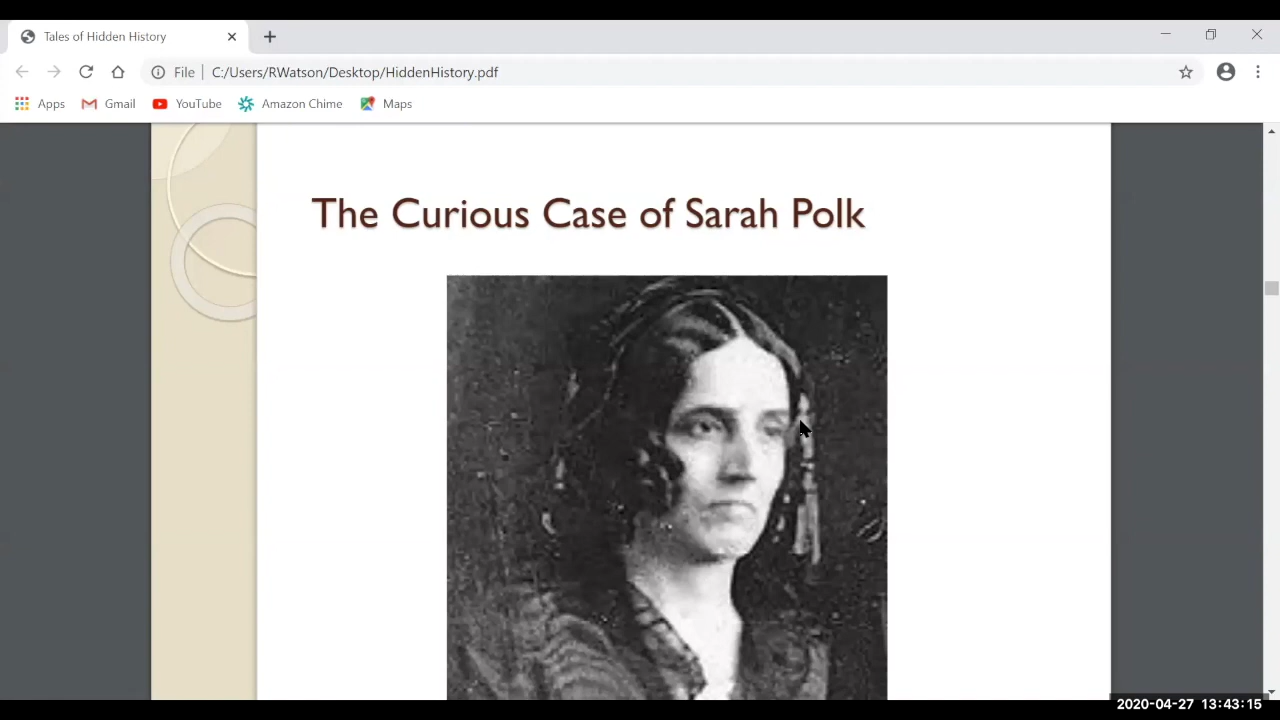 Tales of Hidden History
File C:/Users/RWatson/Desktop/HiddenHistory.pdf
Apps Gmail YouTube Amazon Chime Maps
The Curious Case of Sarah Polk
2020-04-27 13:43:15